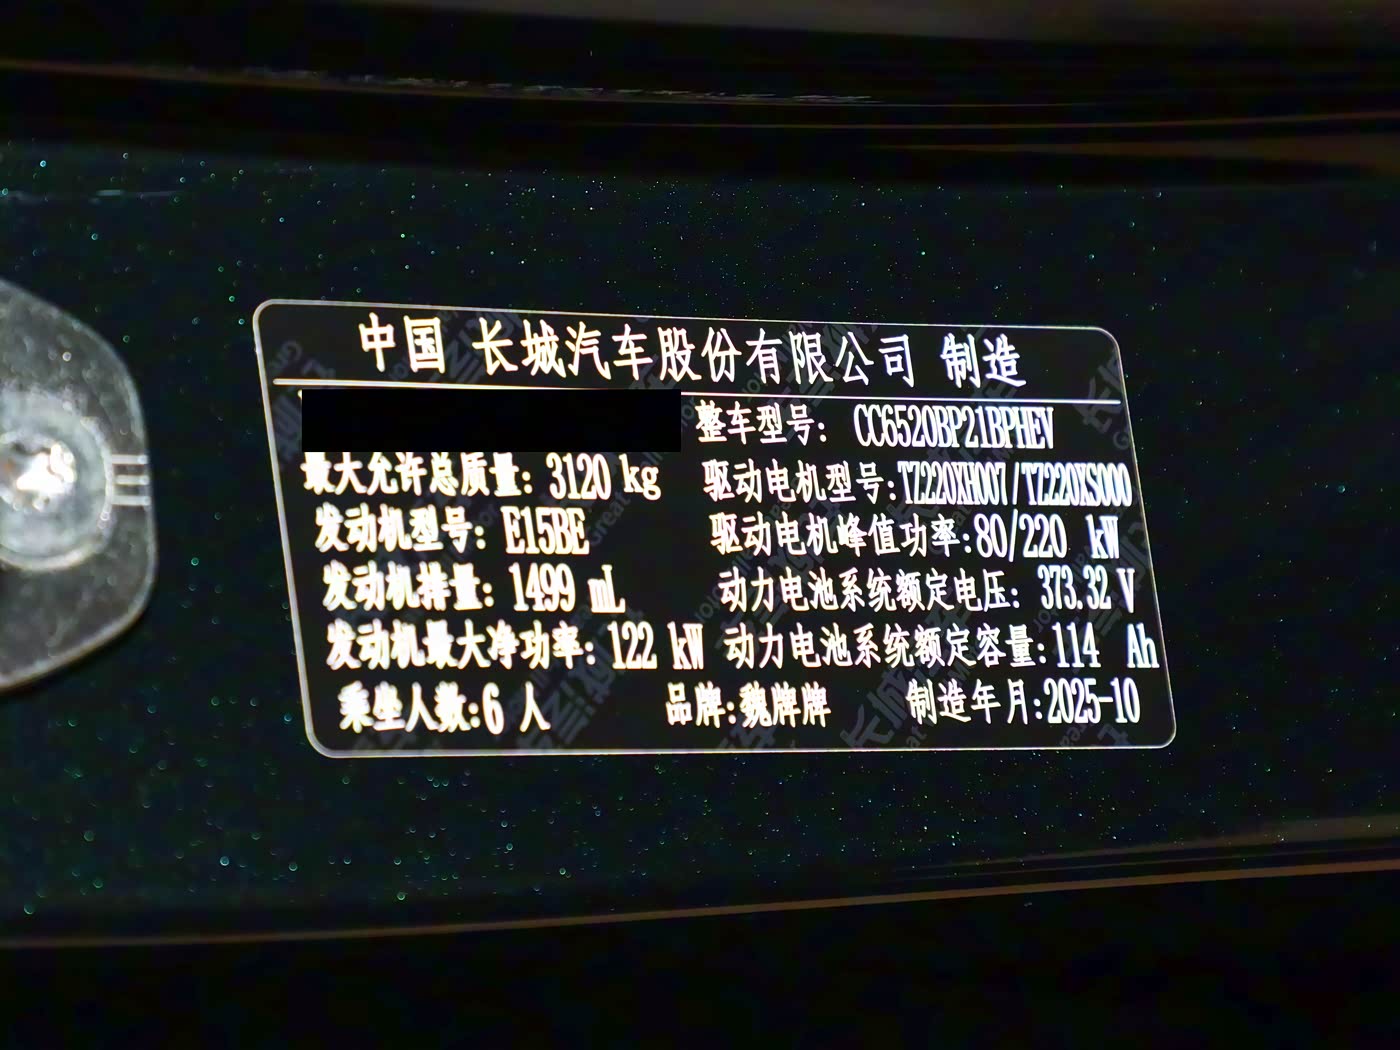 中国 长城汽车股份有限公司 制造
整车型号: CC6520BP21BPHEV
最大允许总质量: 3120 kg 驱动电机型号:TZ220XH007/TZ220XS000
发动机型号: E15BE 驱动电机峰值功率:80/220 kW
发动机排量: 1499 mL 动力电池系统额定电压: 373.32 V
发动机最大净功率: 122 kW 动力电池系统额定容量:114 Ah
乘坐人数:6 人 品牌:魏牌牌 制造年月:2025-10